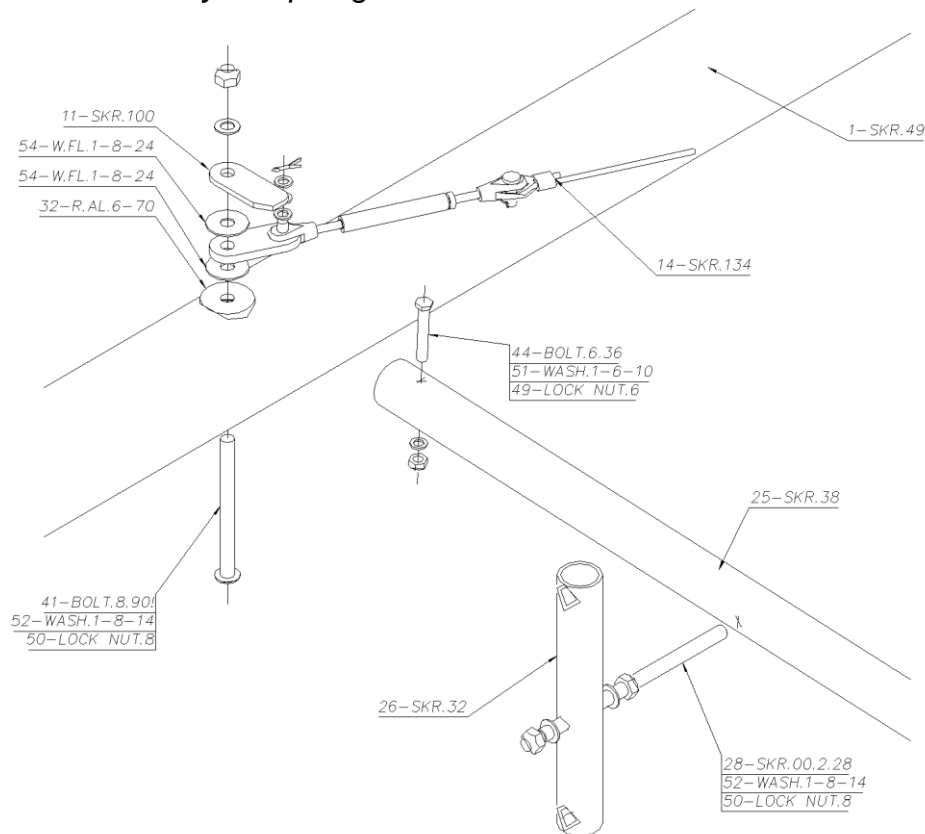 11-SKR.100
54-W.FL.1-8-24
54-W.FL.1-8-24
32-R.AL.6-70
1-SKR.49
14-SKR.134
44-BOLT.6.36
51-WASH.1-6-10
49-LOCK NUT.6
25-SKR.38
41-BOLT.8.90!
52-WASH.1-8-14
50-LOCK NUT.8
26-SKR.32
28-SKR.00.2.28
52-WASH.1-8-14
50-LOCK NUT.8